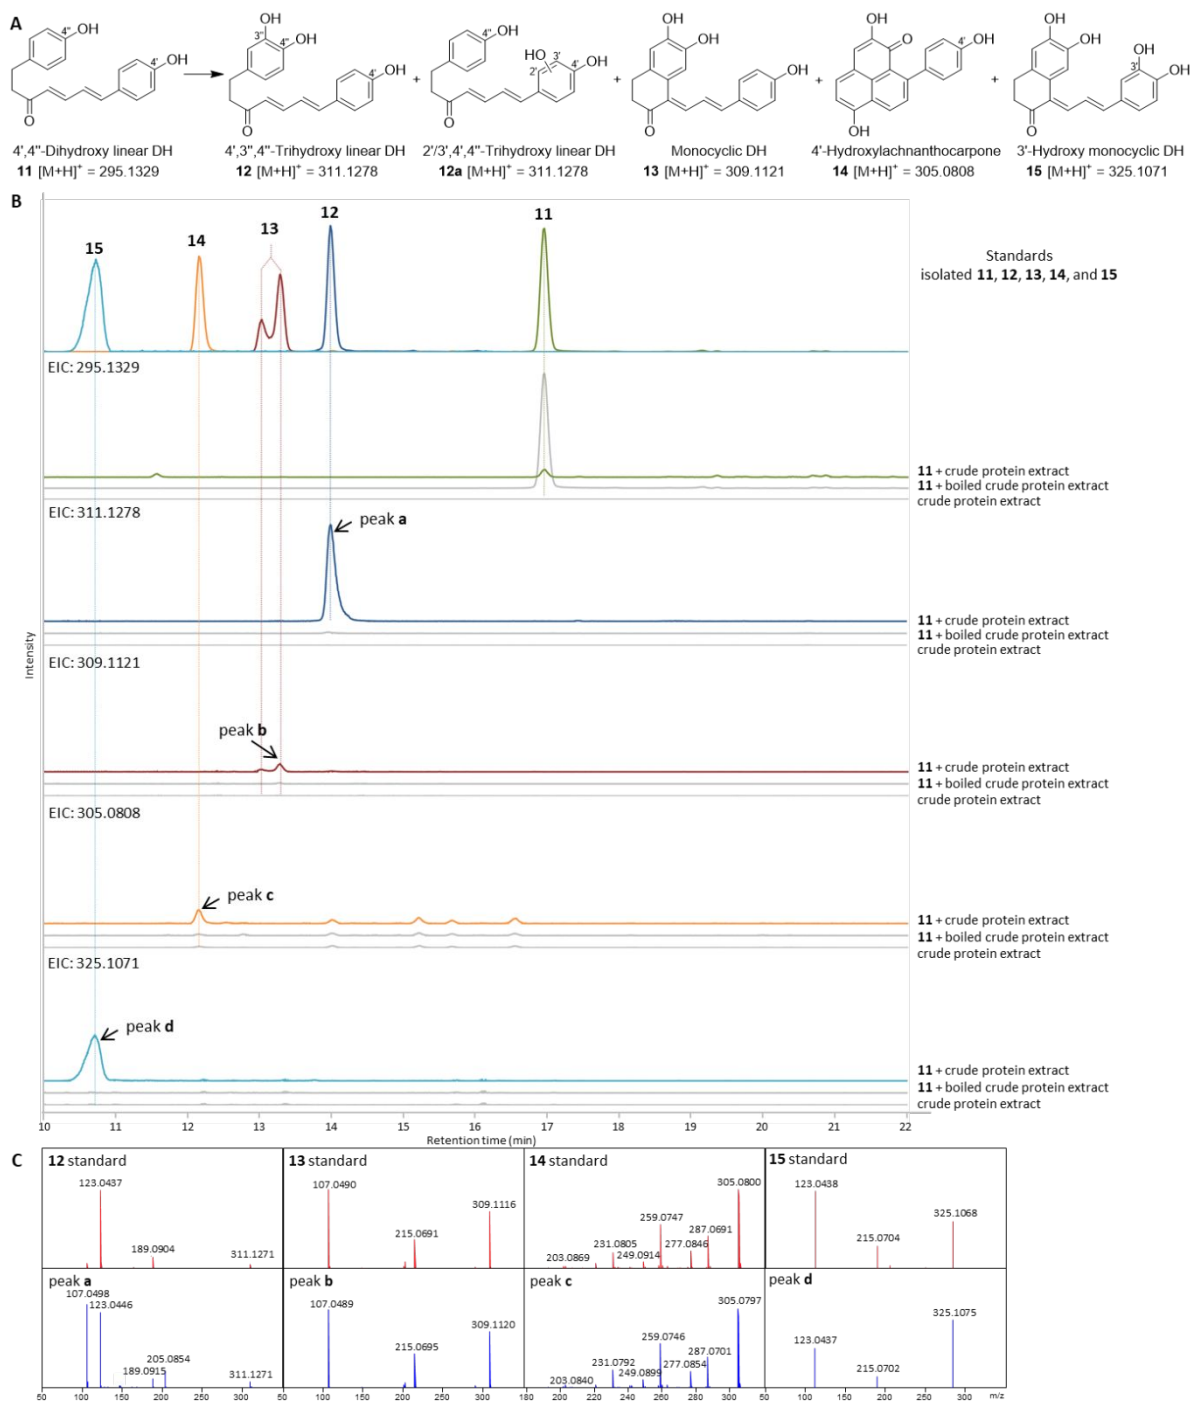 A
4"
OH
4'
OH
O
OH
3"
4"
OH
4'
OH
O
+
4"
OH
HO
3'
2'
4'
OH
O
+
OH
OH
OH
O
+
OH
O
4'
OH
OH
+
OH
OH
OH
3'
OH
O
4',4"-Dihydroxy linear DH
11 [M+H]+ = 295.1329
4',3",4"-Trihydroxy linear DH
12 [M+H]+ = 311.1278
2'/3',4',4"-Trihydroxy linear DH
12a [M+H]+ = 311.1278
Monocyclic DH
13 [M+H]+ = 309.1121
4'-Hydroxylachnanthocarpone
14 [M+H]+ = 305.0808
3'-Hydroxy monocyclic DH
15 [M+H]+ = 325.1071
B
15
14
13
12
11
Standards
isolated 11, 12, 13, 14, and 15
EIC: 295.1329
11 + crude protein extract
11 + boiled crude protein extract
crude protein extract
EIC: 311.1278
peak a
11 + crude protein extract
11 + boiled crude protein extract
crude protein extract
Intensity
EIC: 309.1121
peak b
11 + crude protein extract
11 + boiled crude protein extract
crude protein extract
EIC: 305.0808
peak c
11 + crude protein extract
11 + boiled crude protein extract
crude protein extract
EIC: 325.1071
peak d
11 + crude protein extract
11 + boiled crude protein extract
crude protein extract
10 11 12 13 14 15 16 17 18 19 20 21 22
Retention time (min)
C
12 standard
123.0437
189.0904
311.1271
13 standard
107.0490
215.0691
309.1116
14 standard
305.0800
259.0747
287.0691
231.0805
277.0846
249.0914
203.0869
15 standard
123.0438
215.0704
325.1068
peak a
107.0498
123.0446
205.0854
189.0915
311.1271
peak b
107.0489
215.0695
309.1120
peak c
305.0797
259.0746
287.0701
231.0792
277.0854
249.0899
203.0840
peak d
123.0437
215.0702
325.1075
50 100 150 200 250 300
50 100 150 200 250 300
180 200 220 240 260 280 300
50 100 150 200 250 300 m/z